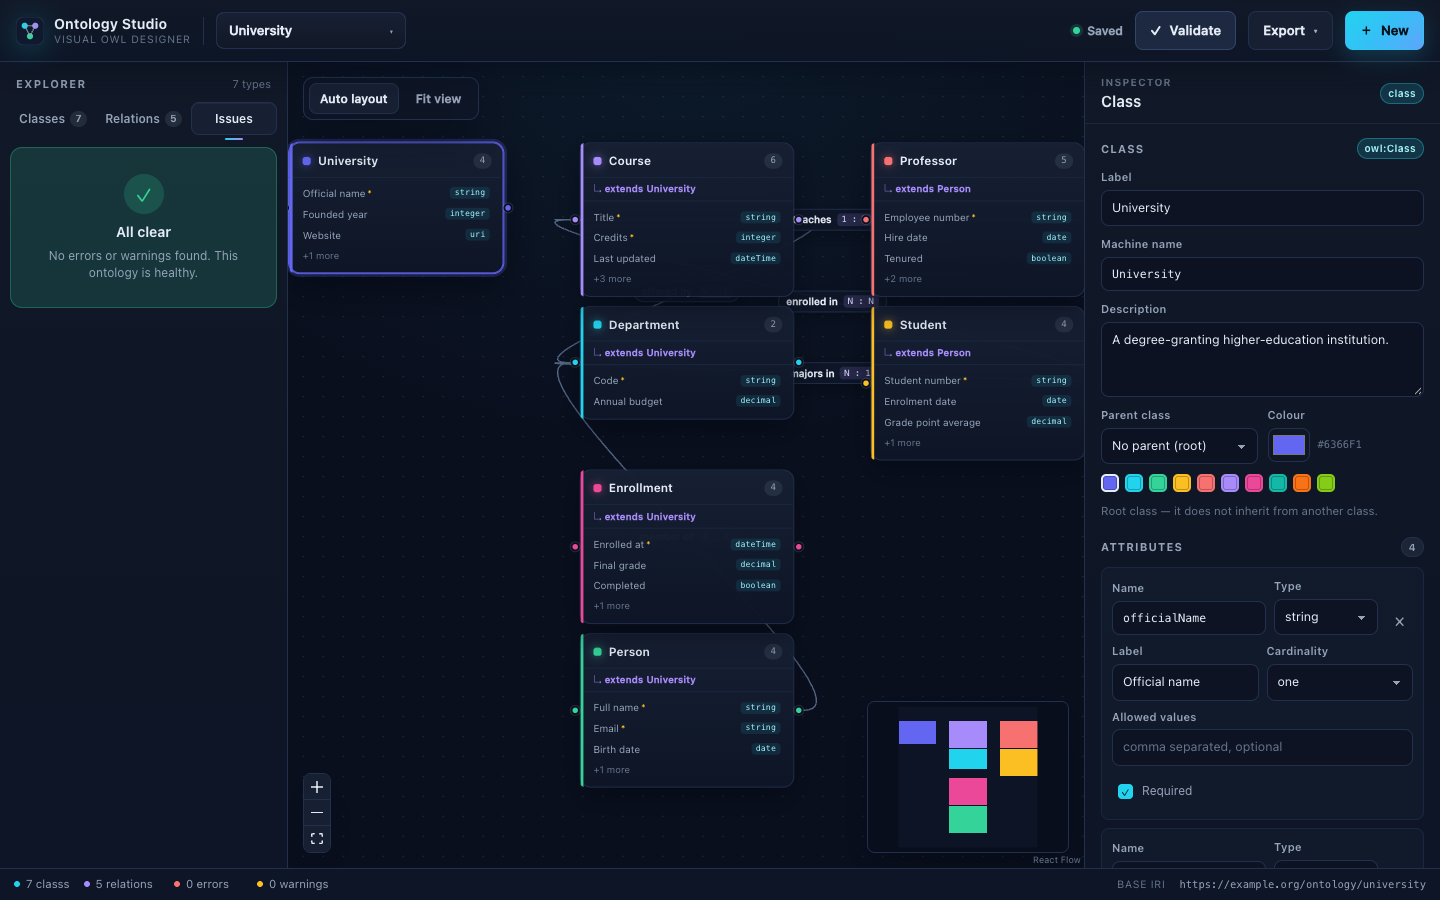 Ontology Studio
VISUAL OWL DESIGNER
University
Saved
Validate
Export
+ New
EXPLORER
7 types
Classes 7
Relations 5
Issues
All clear
No errors or warnings found. This
ontology is healthy.
Auto layout
Fit view
University 4
Official name * string
Founded year integer
Website uri
+1 more
Course 6
extends University
Title * string
Credits * integer
Last updated dateTime
+3 more
aches 1 :
Professor 5
extends Person
Employee number * string
Hire date date
Tenured boolean
+2 more
enrolled in N : N
Department 2
extends University
Code * string
Annual budget decimal
majors in N : 1
Student 4
extends Person
Student number * string
Enrolment date date
Grade point average decimal
+1 more
Enrollment 4
extends University
Enrolled at * dateTime
Final grade decimal
Completed boolean
+1 more
Person 4
extends University
Full name * string
Email * string
Birth date date
+1 more
React Flow
INSPECTOR
Class
class
CLASS
owl:Class
Label
University
Machine name
University
Description
A degree-granting higher-education institution.
Parent class
Colour
No parent (root)
#6366F1
Root class — it does not inherit from another class.
ATTRIBUTES 4
Name
Type
officialName
string
Label
Cardinality
Official name
one
Allowed values
comma separated, optional
Required
Name
Type
7 classs
5 relations
0 errors
0 warnings
BASE IRI https://example.org/ontology/university